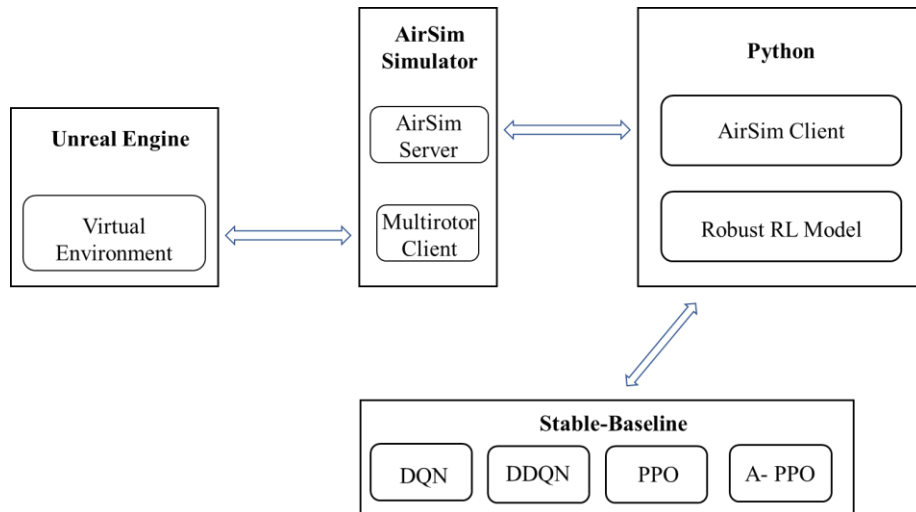 Unreal Engine
Virtual
Environment
AirSim
Simulator
AirSim
Server
Multirotor
Client
Python
AirSim Client
Robust RL Model
Stable-Baseline
DQN
DDQN
PPO
A- PPO